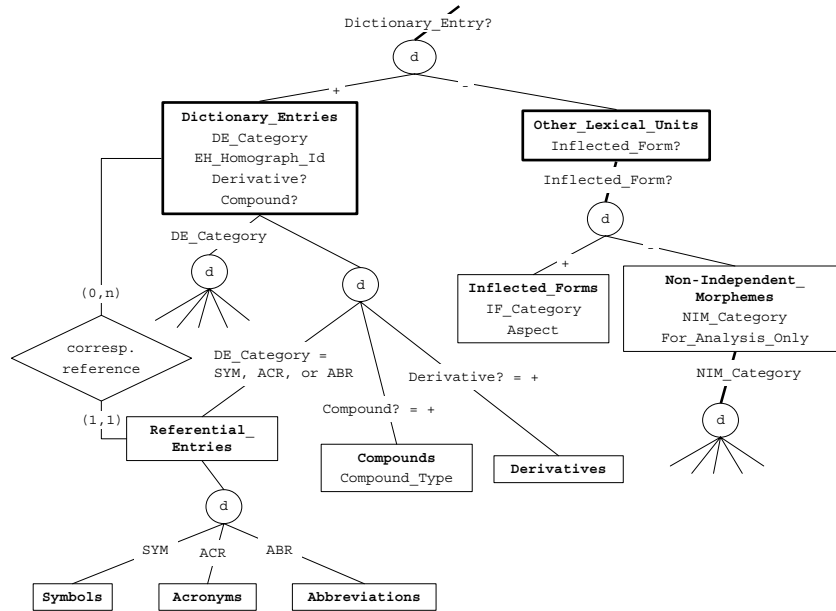 Dictionary_Entry?
d
+
-
Dictionary_Entries
DE_Category
EH_Homograph_Id
Derivative?
Compound?
Other_Lexical_Units
Inflected_Form?
Inflected_Form?
d
+
-
DE_Category
d
d
Inflected_Forms
IF_Category
Aspect
Non-Independent_
Morphemes
NIM_Category
For_Analysis_Only
(0,n)
corresp.
reference
(1,1)
DE_Category =
SYM, ACR, or ABR
Derivative? = +
Compound? = +
NIM_Category
d
Referential_
Entries
Compounds
Compound_Type
Derivatives
d
SYM
ACR
ABR
Symbols
Acronyms
Abbreviations